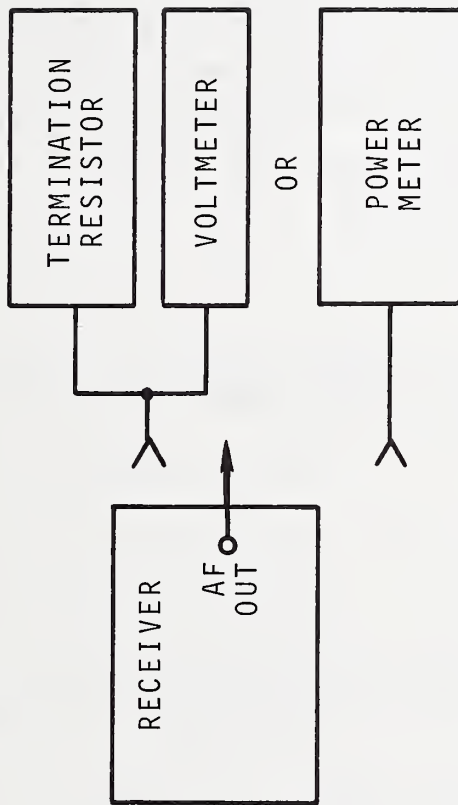 RECEIVER
AF
OUT
TERMINATION
RESISTOR
VOLTMETER
OR
POWER
METER